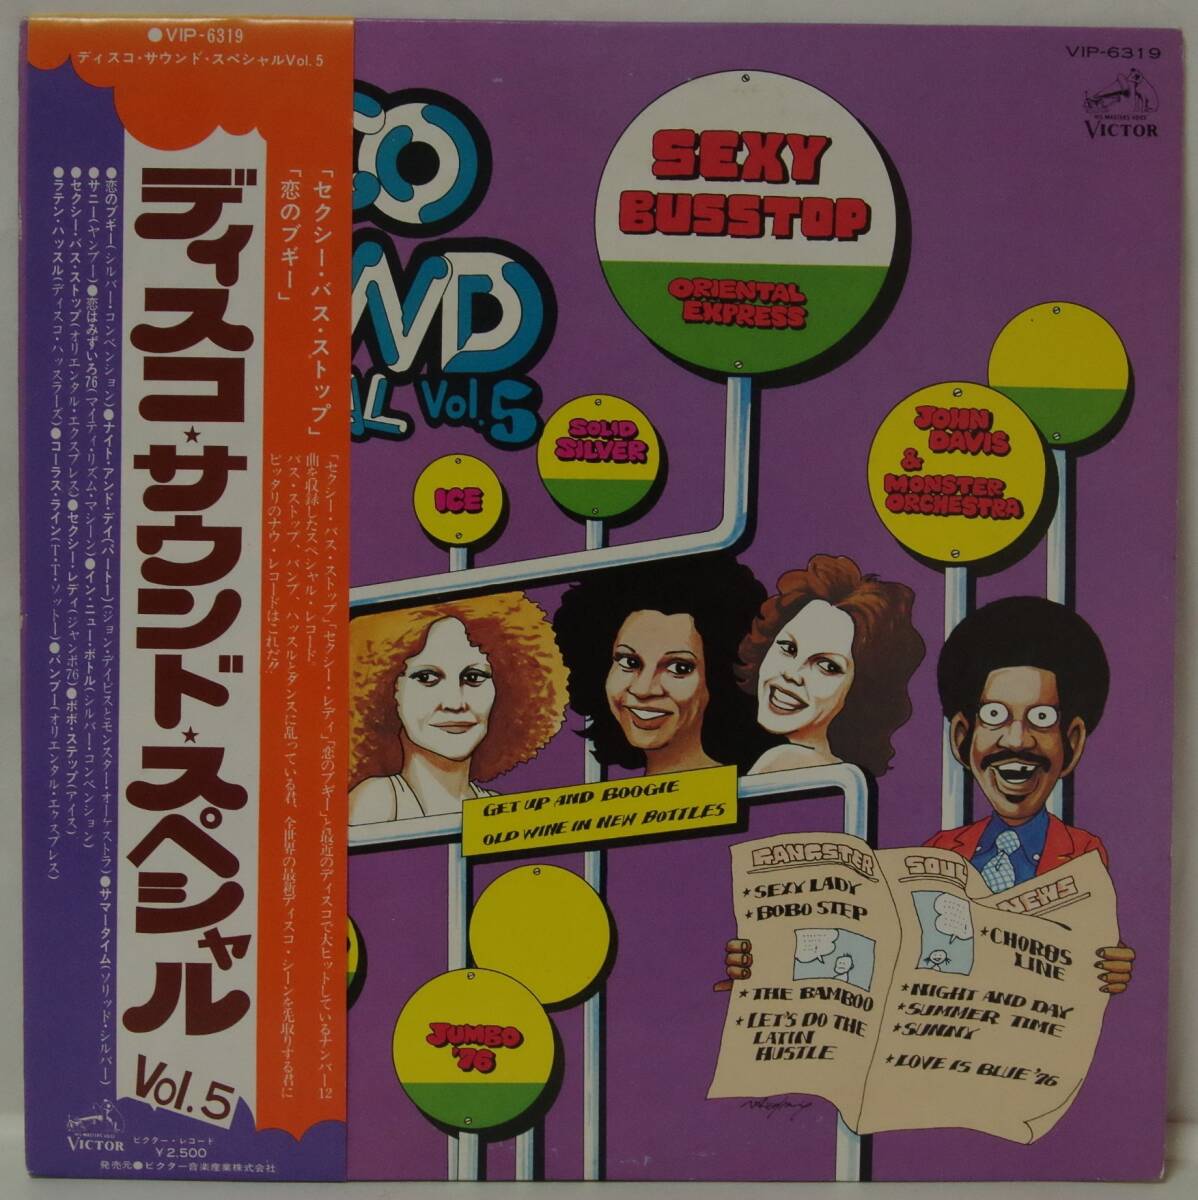 ●VIP-6319
ディスコ・サウンド・スペシャルVol.5
「セクシー・バス・ストップ」
「恋のブギー」
「セクシー・バス・ストップ」「セクシー・レディ」「恋のブギー」と最近のディスコで大ヒットしているナンバー12
曲を収録したスペシャル・レコード。
バス・ストップ、バンプ、ハッスルとダンスに乱っている君、全世界の最新ディスコ・シーンを先取りする君に
ピッタリのナウ・レコードはこれだ!!
ディスコ★サウンド★スペシャル
Vol.5
●恋のブギー(シルバー・コンベンション)●ナイト・アンド・デイ(パートI)(ジョン・デイビスとモンスター・オーケストラ)●サマータイム(ソリッド・シルバー)
●サニー(ヤンブー)●恋はみずいろ'76(マイティ・リズム・マシーン)●イン・ニュー・ボトル(シルバー・コンベンション)
●セクシー・バス・ストップ(オリエンタル・エクスプレス)●セクシー・レディ(ジャンボ'76)●ボボ・ステップ(アイス)
●ラテン・ハッスル(ディスコ・ハッスラーズ)●コーラス・ライン(T・T・ソットー)●バンブー(オリエンタル・エクスプレス)
HIS MASTERS VOICE
VICTOR
ビクター・レコード
¥2,500
発売元●ビクター音楽産業株式会社
VIP-6319
HIS MASTERS VOICE
VICTOR
CO
ND
AL Vol.5
SEXY
BUSSTOP
ORIENTAL
EXPRESS
SOLID
SILVER
ICE
JOHN
DAVIS
&
MONSTER
ORCHESTRA
GET UP AND BOOGIE
OLD WINE IN NEW BOTTLES
JUMBO
'76
GANGSTER SOUL NEWS
★SEXY LADY
★BOBO STEP
★THE BAMBOO
★LET'S DO THE
LATIN
HUSTLE
★CHOROS
LINE
★NIGHT AND DAY
★SUMMER TIME
★SUNNY
★LOVE IS BLUE '76